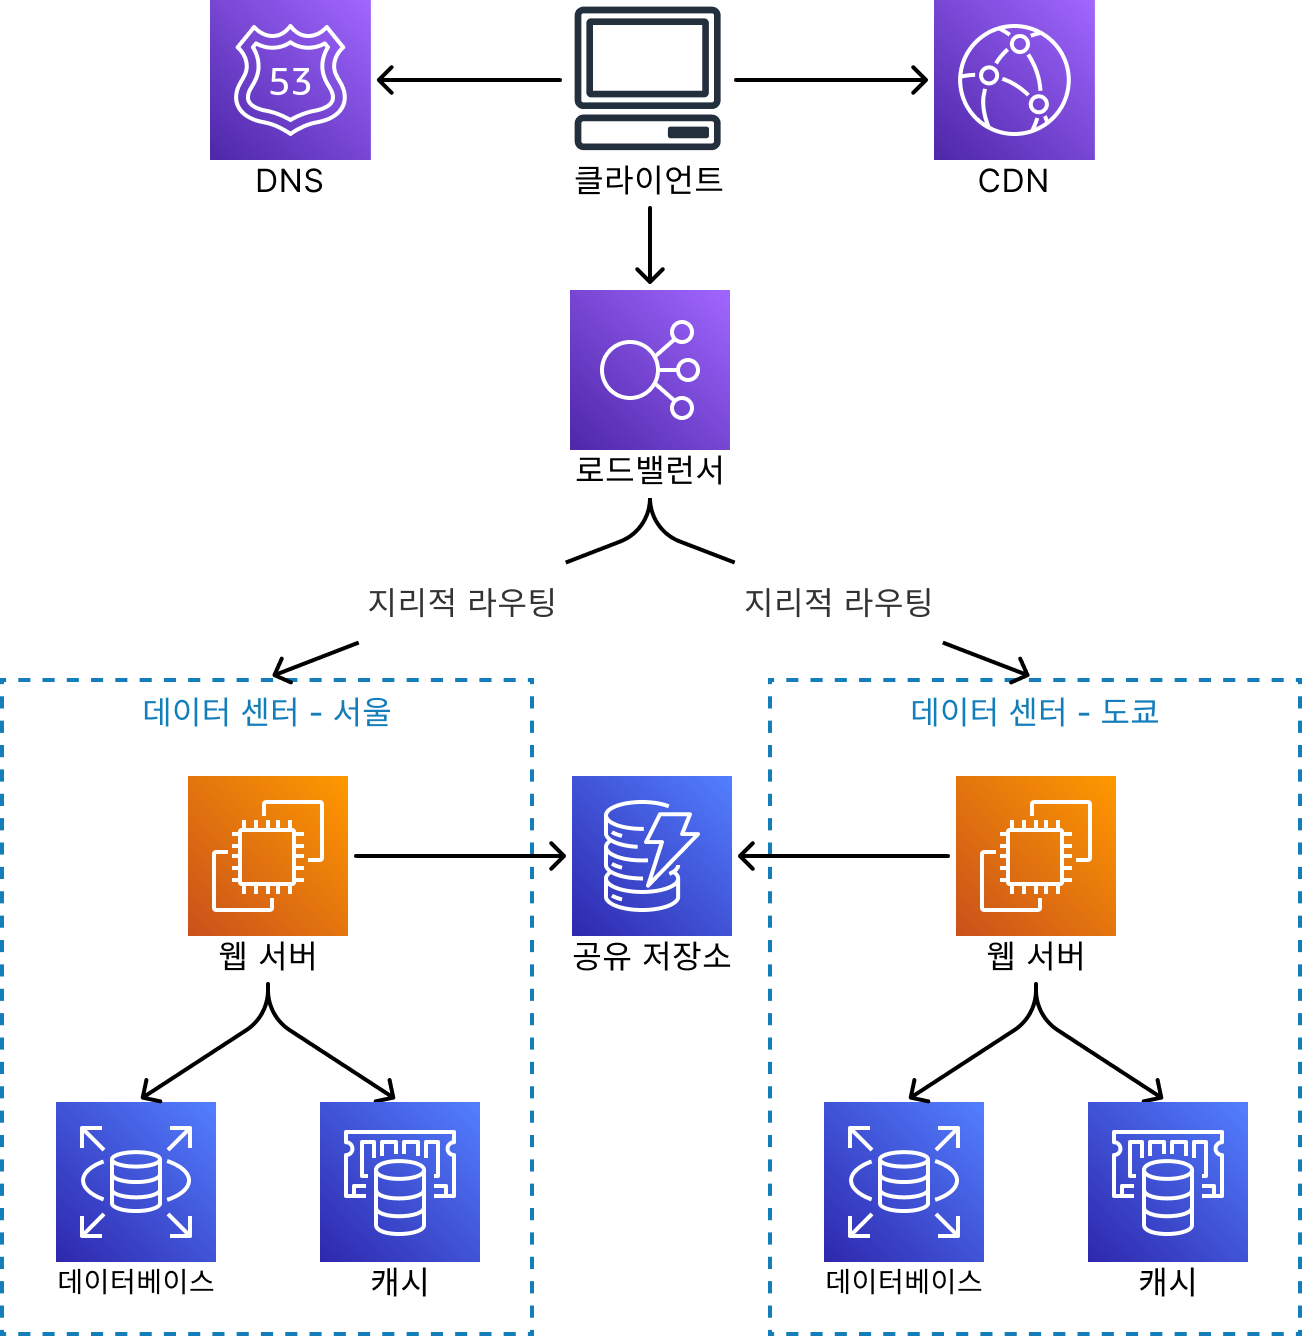 53
DNS
클라이언트
CDN
로드밸런서
지리적 라우팅
지리적 라우팅
데이터 센터 - 서울
데이터 센터 - 도쿄
웹 서버
공유 저장소
웹 서버
데이터베이스
캐시
데이터베이스
캐시